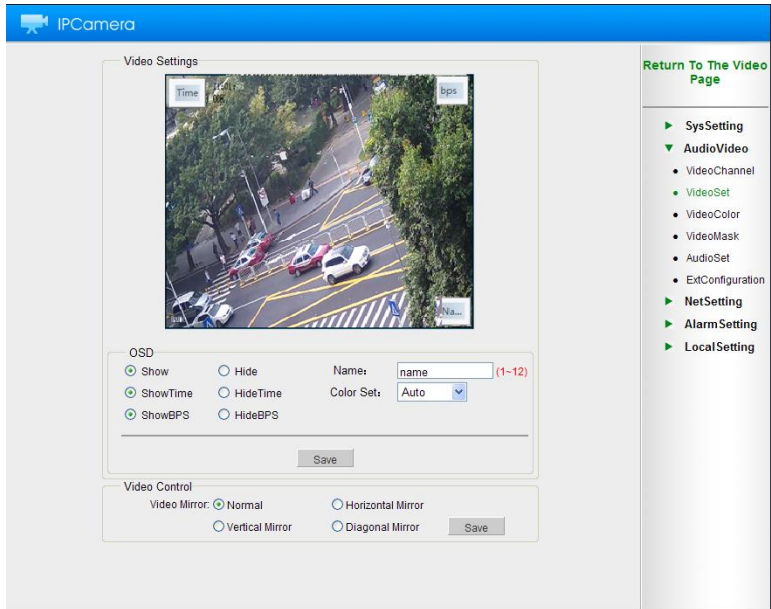 IPCamera
Video Settings
Time
bps
Na...
OSD
Show Hide Name: name (1~12)
ShowTime HideTime Color Set: Auto
ShowBPS HideBPS
Save
Video Control
Video Mirror: Normal Horizontal Mirror
Vertical Mirror Diagonal Mirror Save
Return To The Video
Page
SysSetting
AudioVideo
VideoChannel
VideoSet
VideoColor
VideoMask
AudioSet
ExtConfiguration
NetSetting
AlarmSetting
LocalSetting